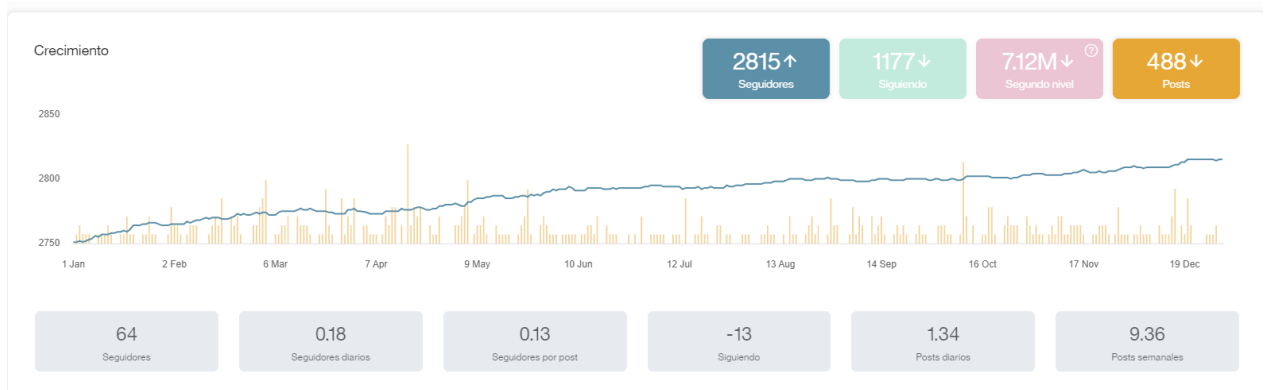 Crecimiento
2815↑
Seguidores
1177↓
Siguiendo
7.12M↓ ?
Segundo nivel
488↓
Posts
2850
2800
2750
1 Jan 2 Feb 6 Mar 7 Apr 9 May 10 Jun 12 Jul 13 Aug 14 Sep 16 Oct 17 Nov 19 Dec
64
Seguidores
0.18
Seguidores diarios
0.13
Seguidores por post
-13
Siguiendo
1.34
Posts diarios
9.36
Posts semanales